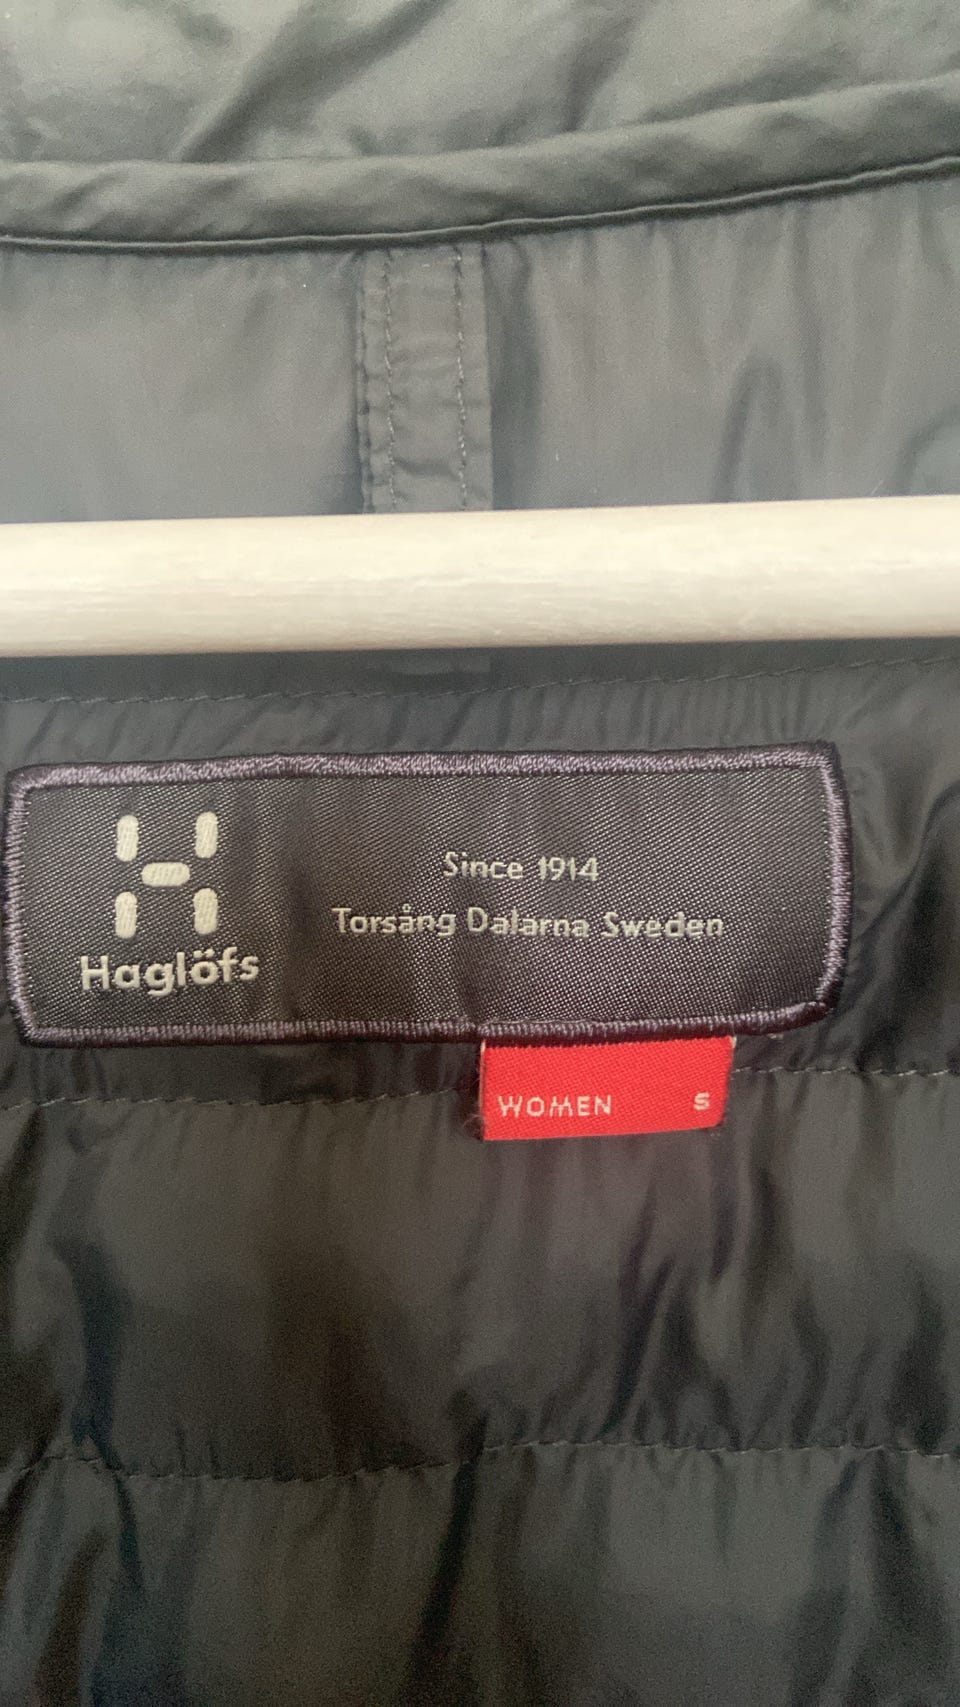 Haglöfs
Since 1914
Torsång Dalarna Sweden
WOMEN S